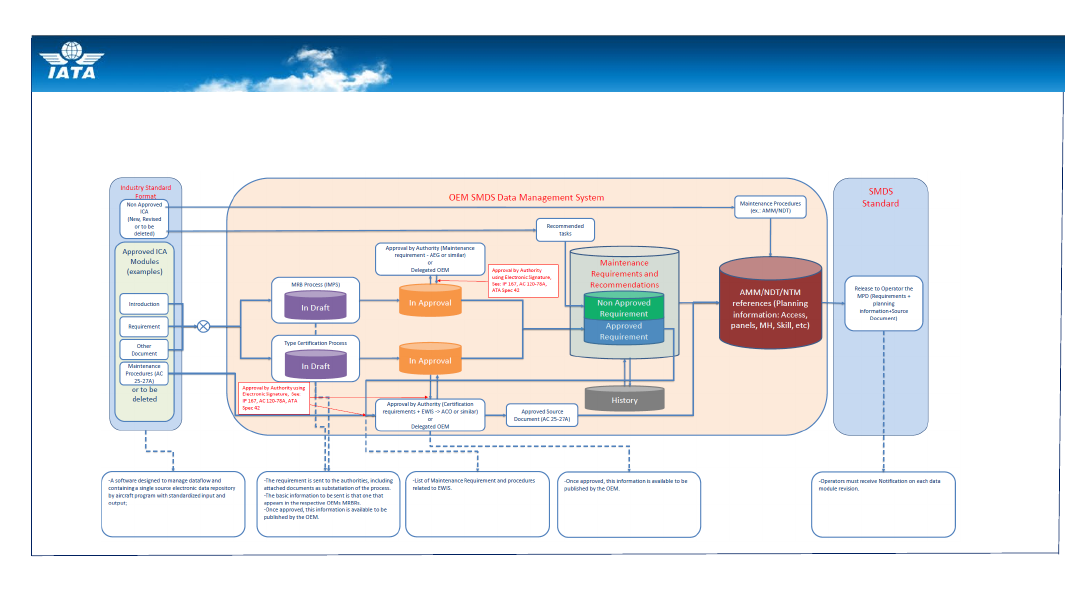 IATA
Industry Standard
Format
Non Approved
ICA
(New, Revised
or to be
deleted)
Approved ICA
Modules
(examples)
Introduction
Requirement
Other
Document
Maintenance
Procedures (AC
25-27A)
or to be
deleted
OEM SMDS Data Management System
MRB Process (IMPS)
In Draft
Type Certification Process
In Draft
Approval by Authority (Maintenance
requirement - AEG or similar)
or
Delegated OEM
Approval by Authority
using Electronic Signature,
See: IP 167, AC 120-78A,
ATA Spec 42
In Approval
In Approval
Approval by Authority using
Electronic Signature, See:
IP 167, AC 120-78A, ATA
Spec 42
Approval by Authority (Certification
requirements + EWIS -> ACO or similar)
or
Delegated OEM
Recommended
tasks
Maintenance
Requirements and
Recommendations
Non Approved
Requirement
Approved
Requirement
History
Approved Source
Document (AC 25-27A)
Maintenance Procedures
(ex.: AMM/NDT)
AMM/NDT/NTM
references (Planning
information: Access,
panels, MH, Skill, etc)
SMDS
Standard
Release to Operator the
MPD (Requirements +
planning
information+Source
Document)
-A software designed to manage dataflow and
containing a single source electronic data repository
by aircraft program with standardized input and
output;
-The requirement is sent to the authorities, including
attached documents as substatiation of the process.
-The basic information to be sent is that one that
appears in the respective OEMs MRBRs.
-Once approved, this information is available to be
published by the OEM.
-List of Maintenance Requirement and procedures
related to EWIS.
-Once approved, this information is available to be
published by the OEM.
-Operators must receive Notification on each data
module revision.